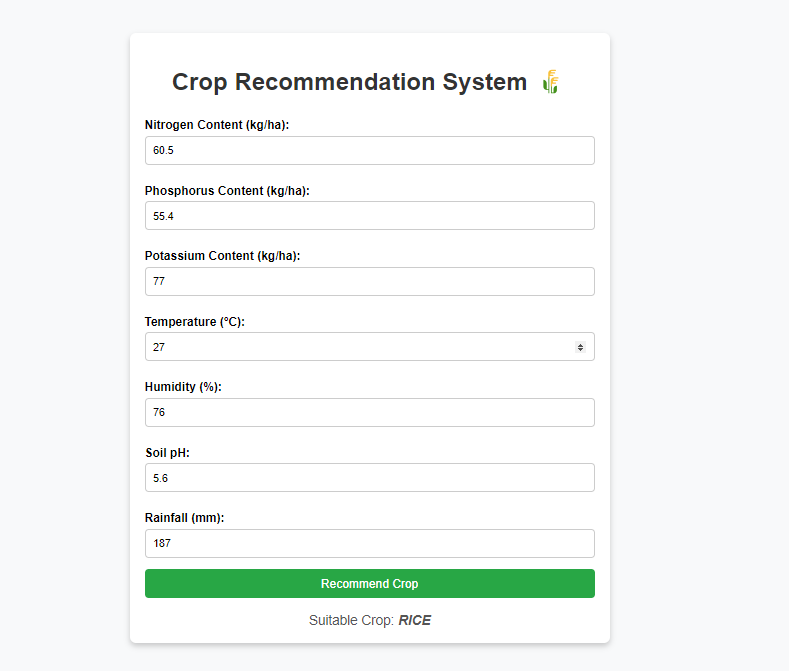 Crop Recommendation System
Nitrogen Content (kg/ha):
60.5
Phosphorus Content (kg/ha):
55.4
Potassium Content (kg/ha):
77
Temperature (°C):
27
Humidity (%):
76
Soil pH:
5.6
Rainfall (mm):
187
Recommend Crop
Suitable Crop: RICE